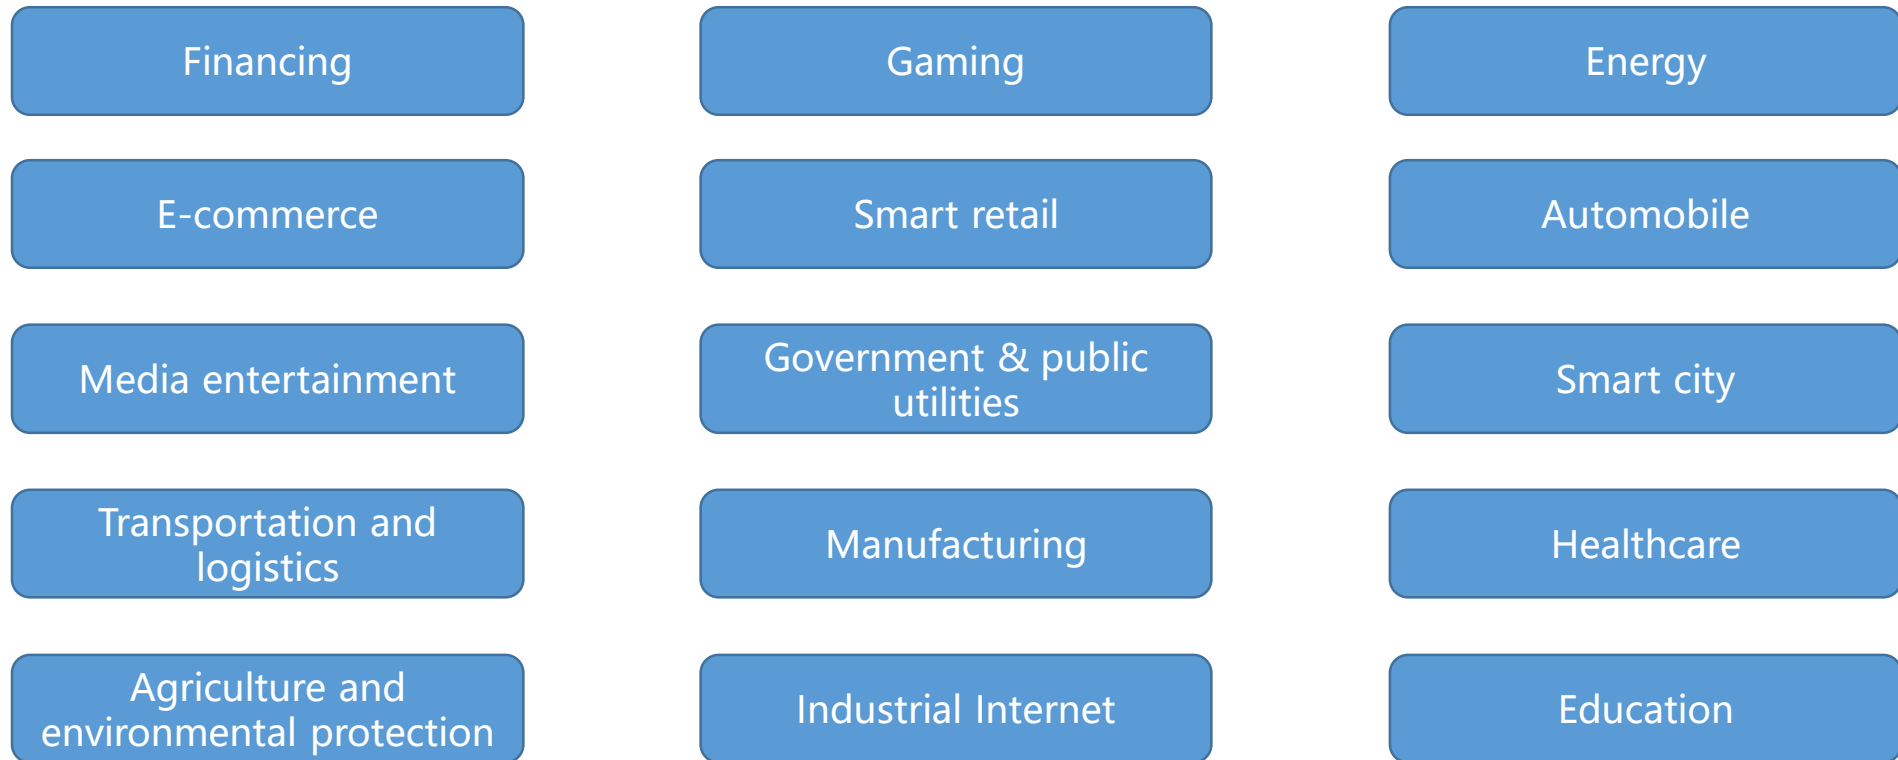 Financing
Gaming
Energy
E-commerce
Smart retail
Automobile
Media entertainment
Government & public
utilities
Smart city
Transportation and
logistics
Manufacturing
Healthcare
Agriculture and
environmental protection
Industrial Internet
Education